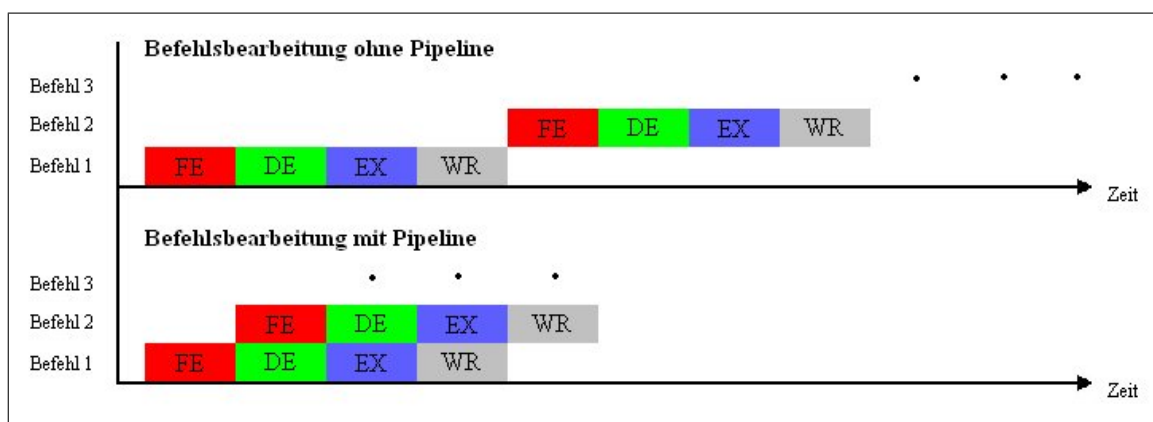 Befehlsbearbeitung ohne Pipeline
Befehl 3
Befehl 2 FE DE EX WR
Befehl 1 FE DE EX WR
Zeit
Befehlsbearbeitung mit Pipeline
Befehl 3
Befehl 2 FE DE EX WR
Befehl 1 FE DE EX WR
Zeit